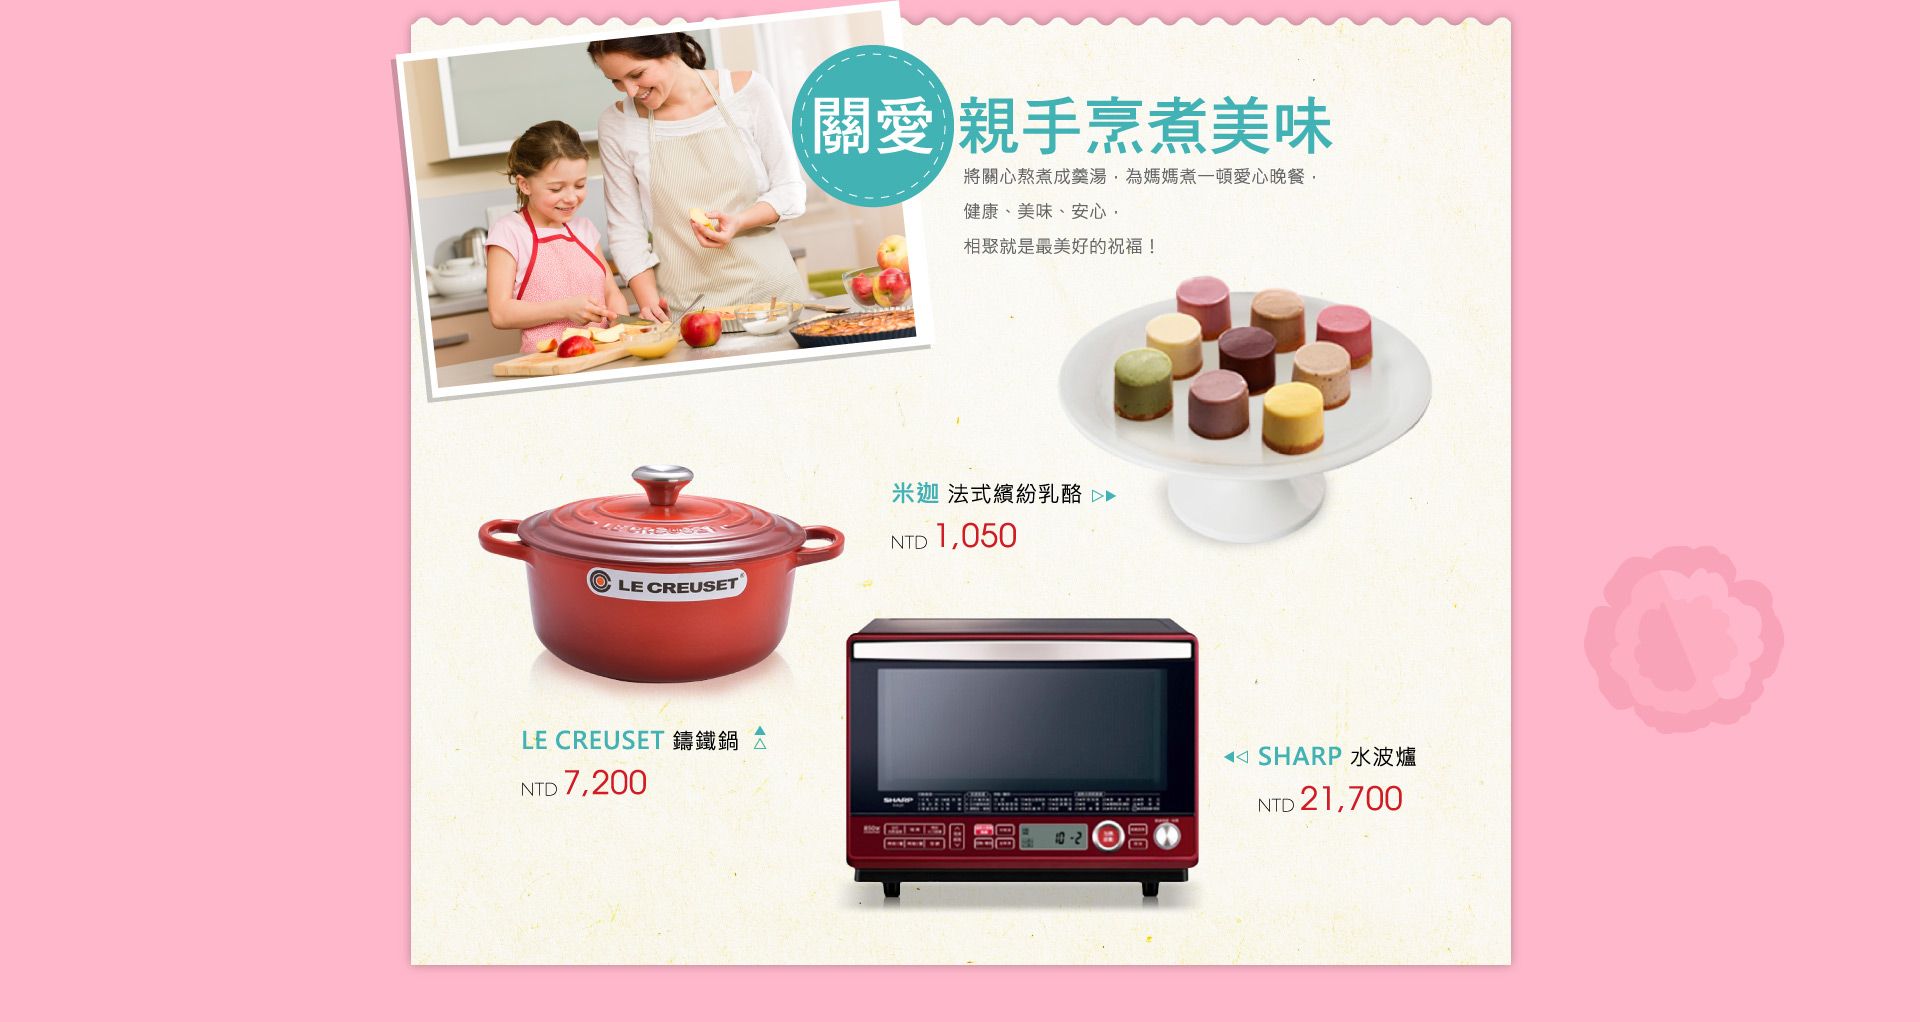 關愛 親手烹煮美味
將關心熬煮成羹湯，為媽媽煮一頓愛心晚餐，
健康、美味、安心，
相聚就是最美好的祝福！
米迦 法式繽紛乳酪
NTD 1,050
LE CREUSET
LE CREUSET 鑄鐵鍋
NTD 7,200
SHARP
10-2
SHARP 水波爐
NTD 21,700